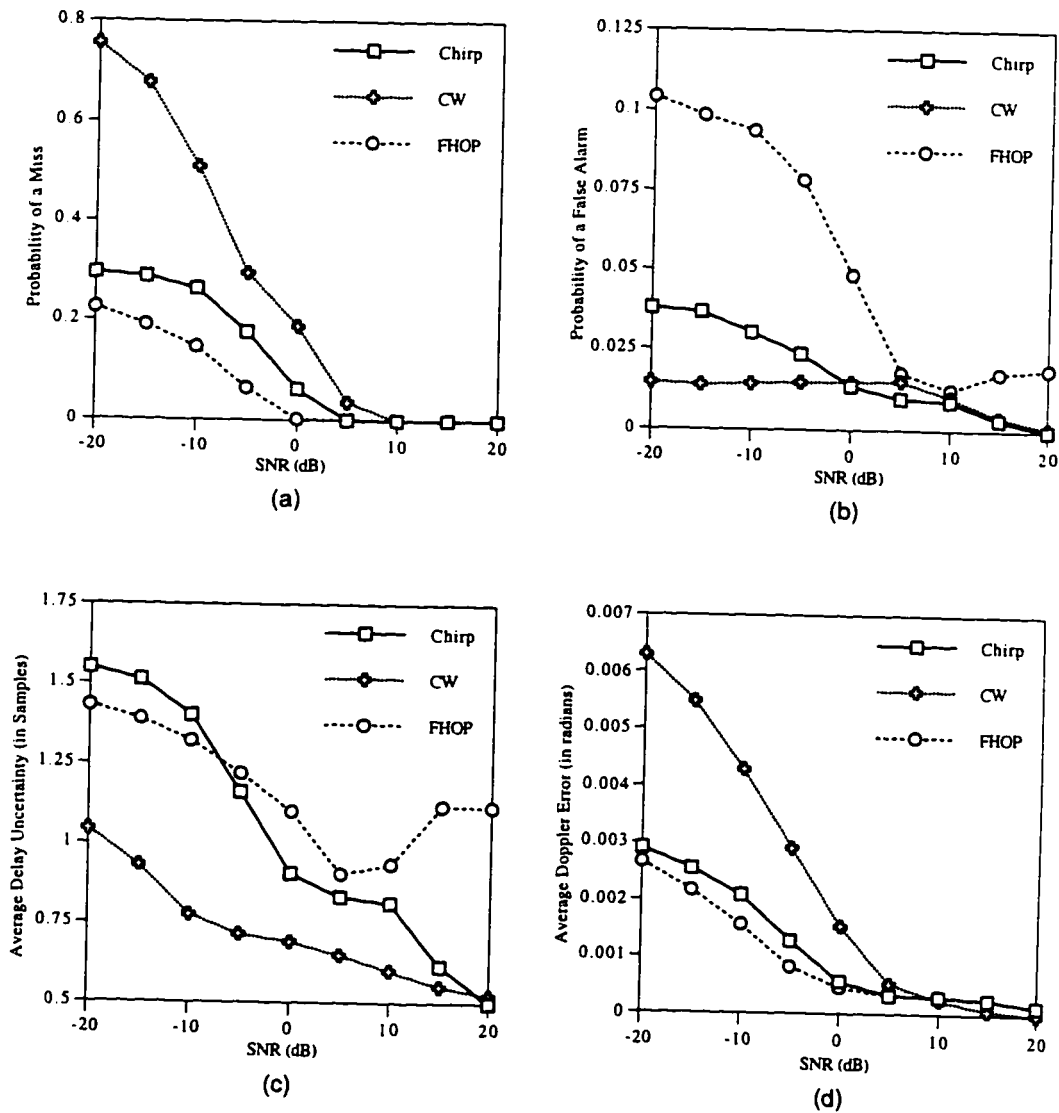 0.8
0.6
0.4
0.2
0
Probability of a Miss
Chirp
CW
FHOP
-20
-10
0
10
20
SNR (dB)
(a)
0.125
0.1
0.075
0.05
0.025
0
Probability of a False Alarm
Chirp
CW
FHOP
-20
-10
0
10
20
SNR (dB)
(b)
1.75
1.5
1.25
1
0.75
0.5
Average Delay Uncertainty (in Samples)
Chirp
CW
FHOP
-20
-10
0
10
20
SNR (dB)
(c)
0.007
0.006
0.005
0.004
0.003
0.002
0.001
0
Average Doppler Error (in radians)
Chirp
CW
FHOP
-20
-10
0
10
20
SNR (dB)
(d)